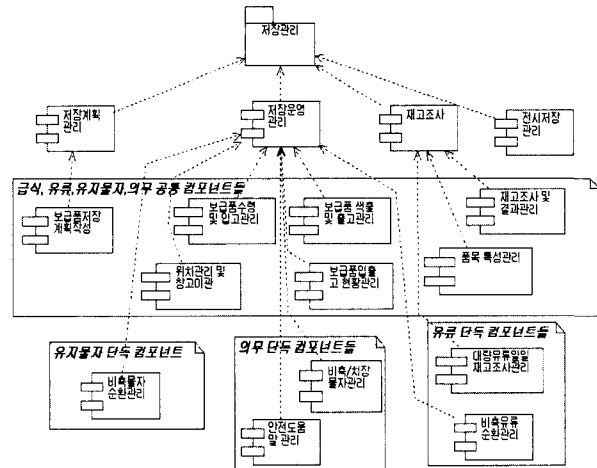 저장관리
저장계획
관리
저장운영
관리
재고조사
전시저장
관리
급식, 유류,유지물자,의무 공통 컴포넌트들
보급품저장
계획작성
보급품수령
및 입고관리
보급품 색출
및 출고관리
재고조사 및
결과관리
위치관리 및
창고이관
보급품입출
고 현황관리
품목 특성관리
유지물자 단독 컴포넌트
비축물자
순환관리
의무 단독 컴포넌트들
비축/치장
물자관리
안전도움
말 관리
유류 단독 컴포넌트들
대량유류일일
재고조사관리
비축유류
순환관리